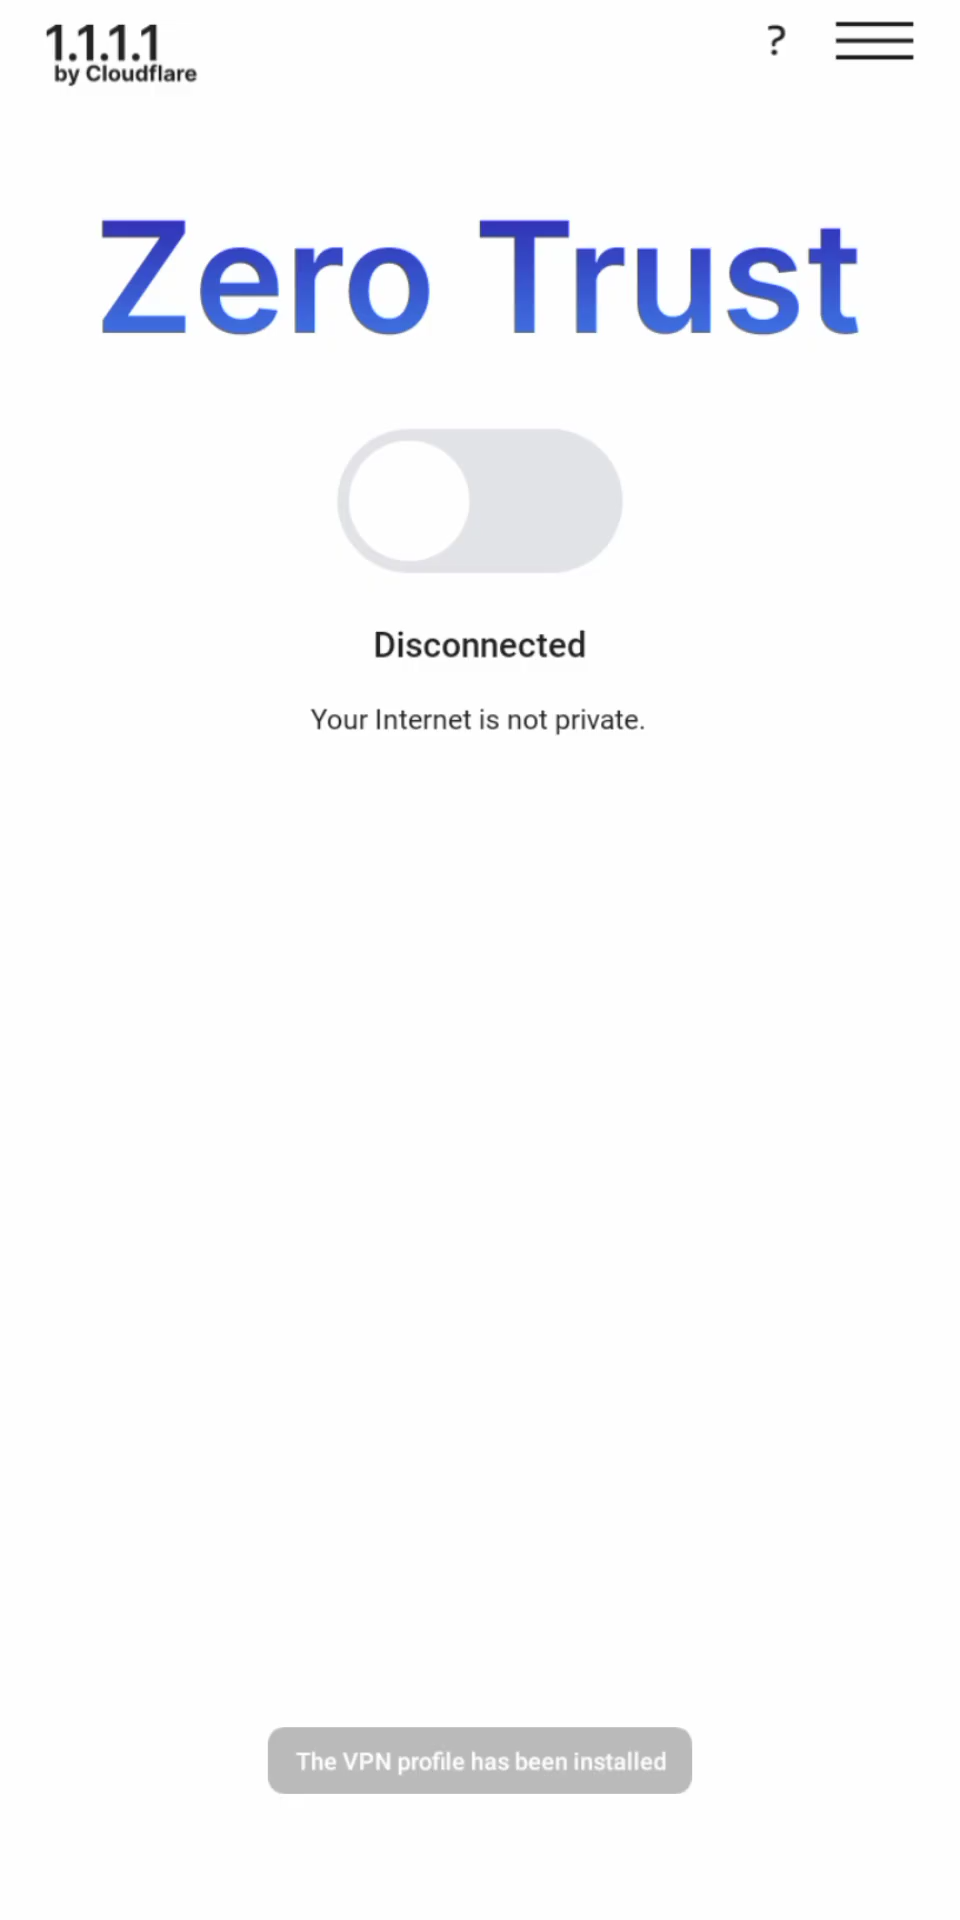 1.1.1.1
by Cloudflare
?
Zero Trust
Disconnected
Your Internet is not private.
The VPN profile has been installed